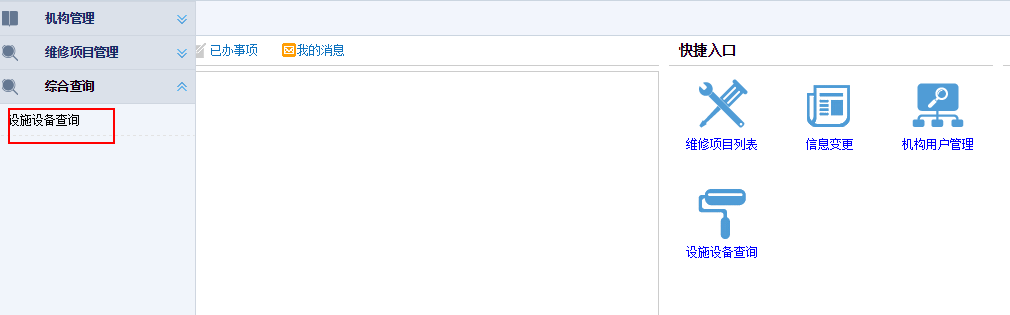 机构管理
维修项目管理
综合查询
设施设备查询
已办事项
我的消息
快捷入口
维修项目列表
信息变更
机构用户管理
设施设备查询